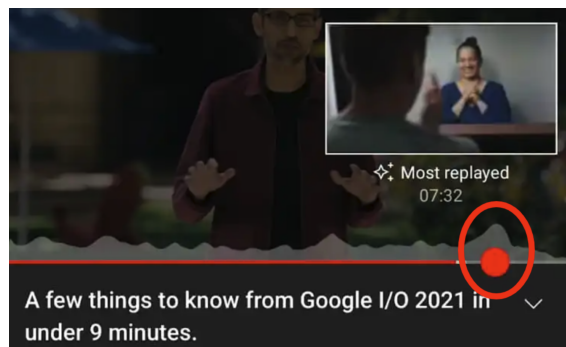 Most replayed
07:32
A few things to know from Google I/O 2021 in
under 9 minutes.